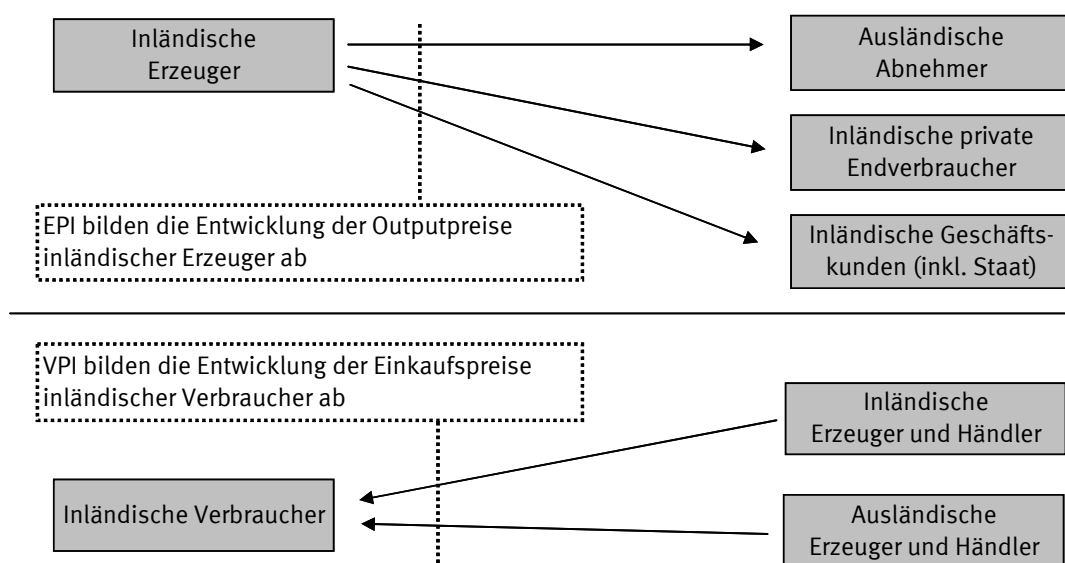 Inländische
Erzeuger
Ausländische
Abnehmer
Inländische private
Endverbraucher
EPI bilden die Entwicklung der Outputpreise
inländischer Erzeuger ab
Inländische Geschäfts-
kunden (inkl. Staat)
VPI bilden die Entwicklung der Einkaufspreise
inländischer Verbraucher ab
Inländische
Erzeuger und Händler
Inländische Verbraucher
Ausländische
Erzeuger und Händler